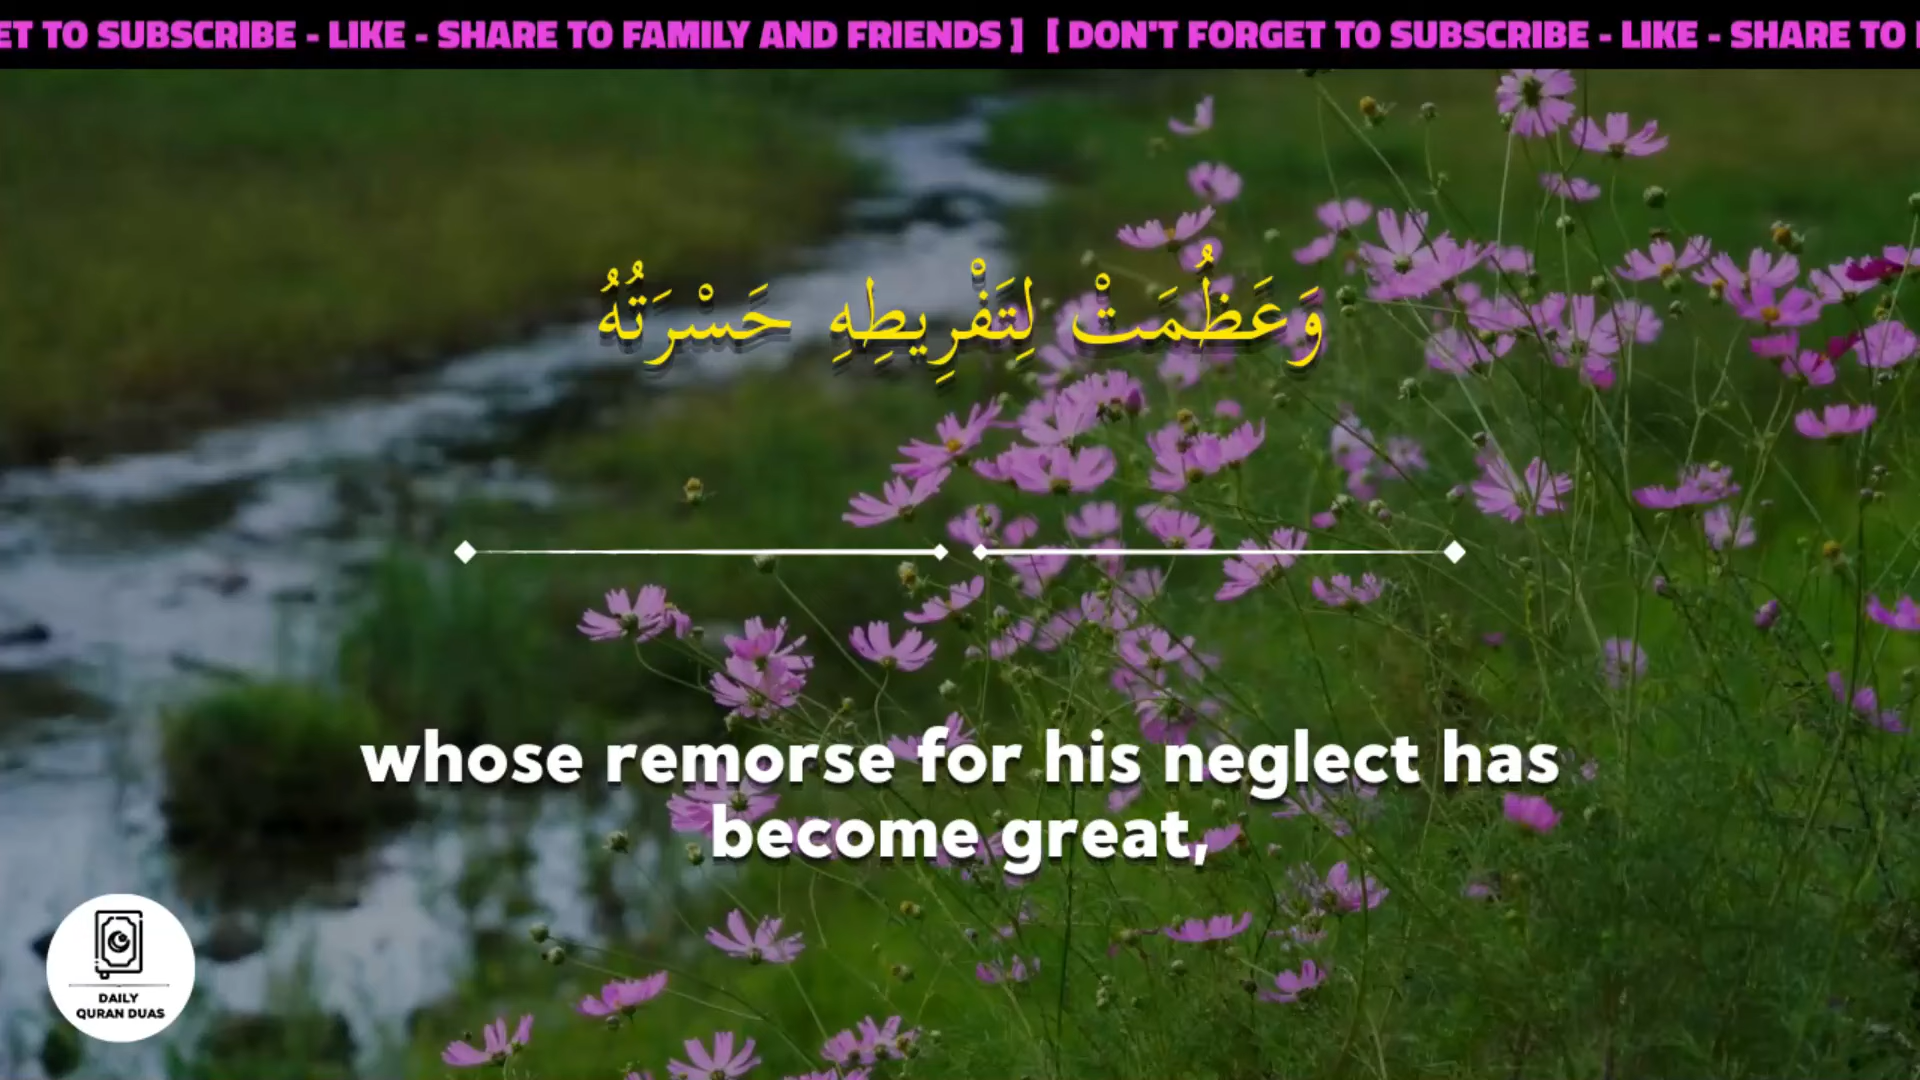 ET TO SUBSCRIBE - LIKE - SHARE TO FAMILY AND FRIENDS ] [ DON'T FORGET TO SUBSCRIBE - LIKE - SHARE TO
وَعَظُمَتْ لِتَفْرِيطِهِ حَسْرَتُهُ
whose remorse for his neglect has
become great,
DAILY
QURAN DUAS